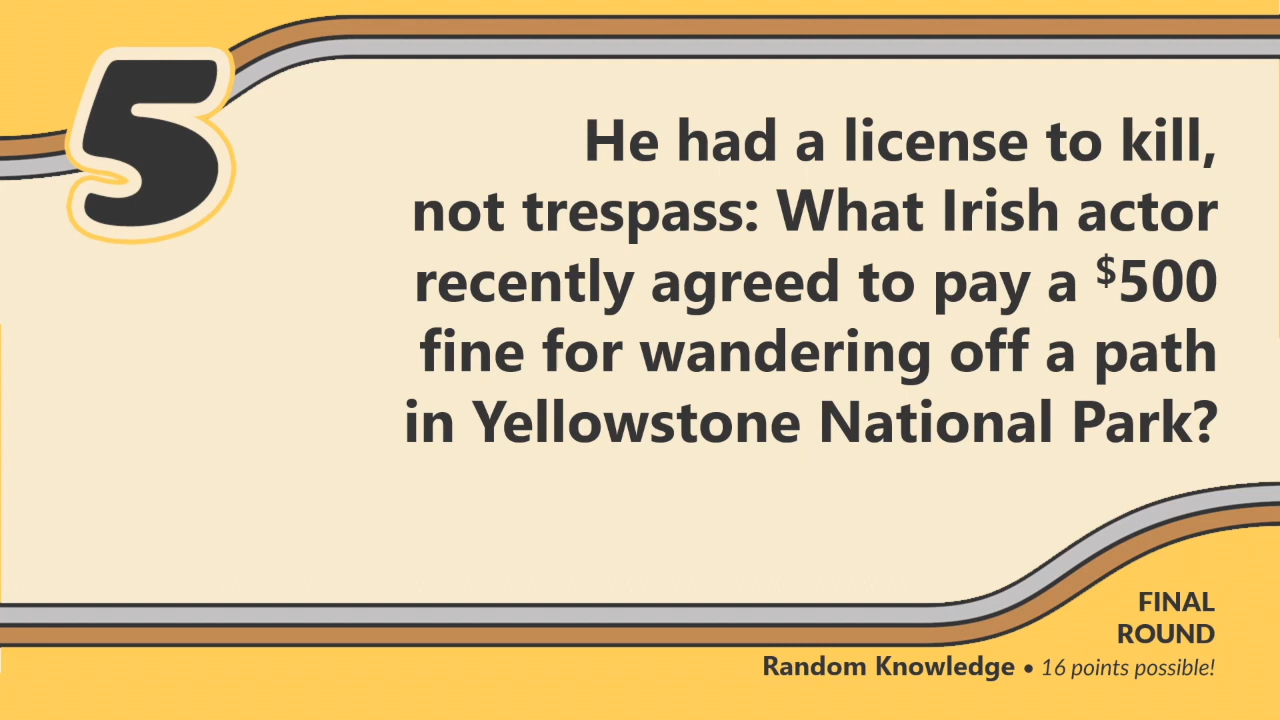 5
He had a license to kill,
not trespass: What Irish actor
recently agreed to pay a $500
fine for wandering off a path
in Yellowstone National Park?
FINAL
ROUND
Random Knowledge • 16 points possible!